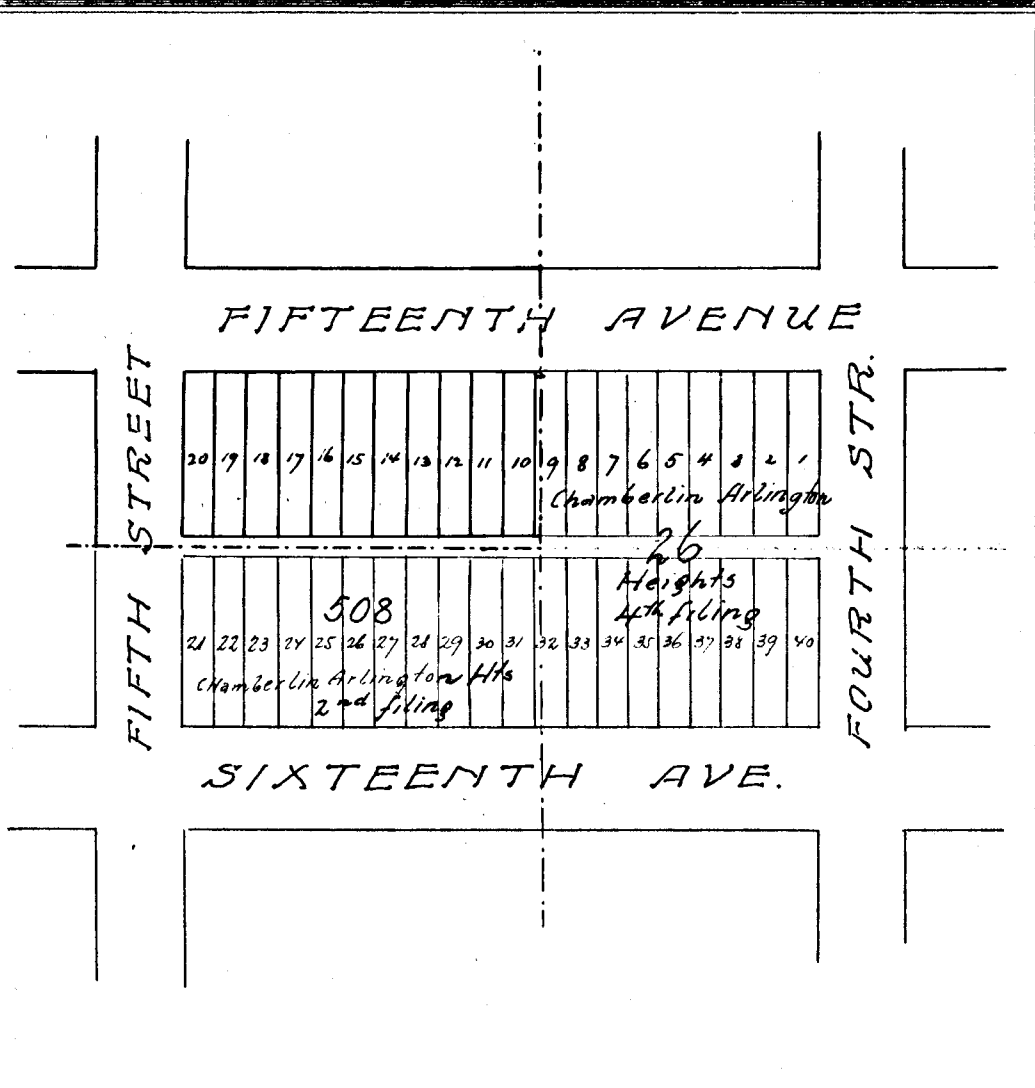 FIFTEENTH AVENUE
FIFTH STREET
FOURTH STR.
20 19 18 17 16 15 14 13 12 11 10 9 8 7 6 5 4 3 2 1
Chamberlin Arlington
26
Heights
4th filing
508
21 22 23 24 25 26 27 28 29 30 31 32 33 34 35 36 37 38 39 40
Chamberlin Arlington Hts
2nd filing
SIXTEENTH AVE.